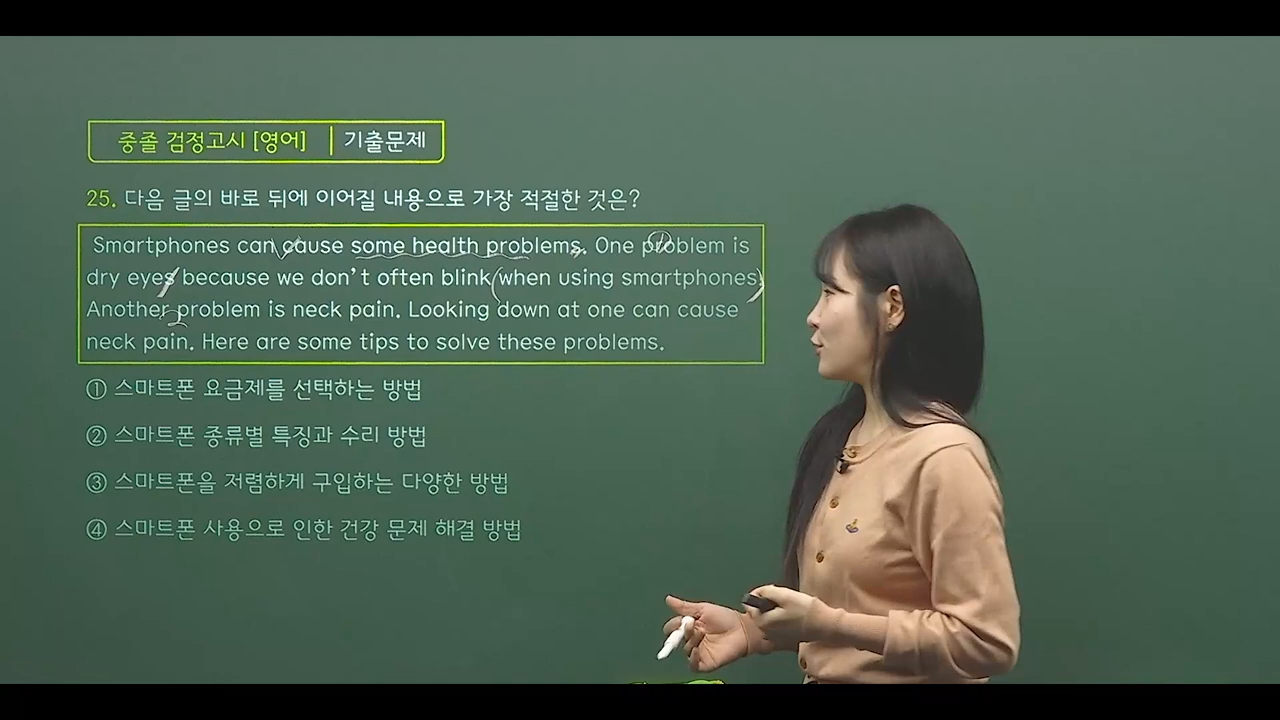 중졸 검정고시 [영어] | 기출문제
25. 다음 글의 바로 뒤에 이어질 내용으로 가장 적절한 것은?
Smartphones can cause some health problems. One problem is
dry eyes because we don't often blink when using smartphones.
Another problem is neck pain. Looking down at one can cause
neck pain. Here are some tips to solve these problems.
① 스마트폰 요금제를 선택하는 방법
② 스마트폰 종류별 특징과 수리 방법
③ 스마트폰을 저렴하게 구입하는 다양한 방법
④ 스마트폰 사용으로 인한 건강 문제 해결 방법